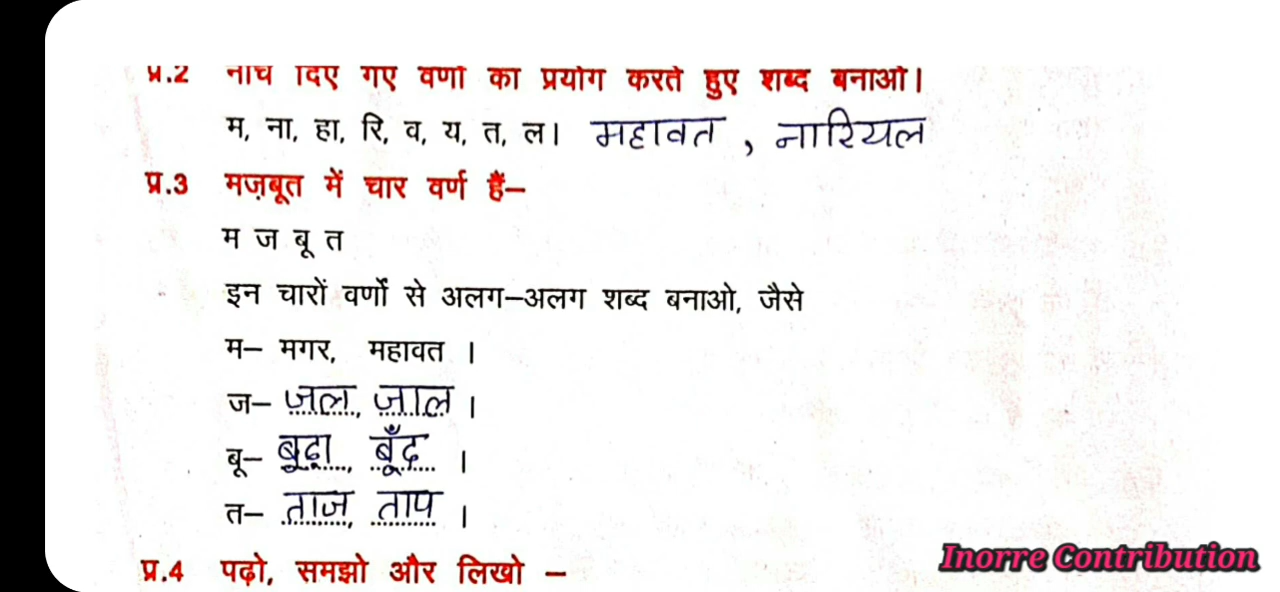 प्र.2 नीचे दिए गए वर्णों का प्रयोग करते हुए शब्द बनाओ।
म, ना, हा, रि, व, य, त, ल। महावत , नारियल
प्र.3 मज़बूत में चार वर्ण हैं–
म ज बू त
इन चारों वर्णों से अलग–अलग शब्द बनाओ, जैसे
म– मगर, महावत ।
ज– जल, जाल ।
बू– बुढ़ा, बूँद ।
त– ताज, ताप ।
प्र.4 पढ़ो, समझो और लिखो –
Inorre Contribution